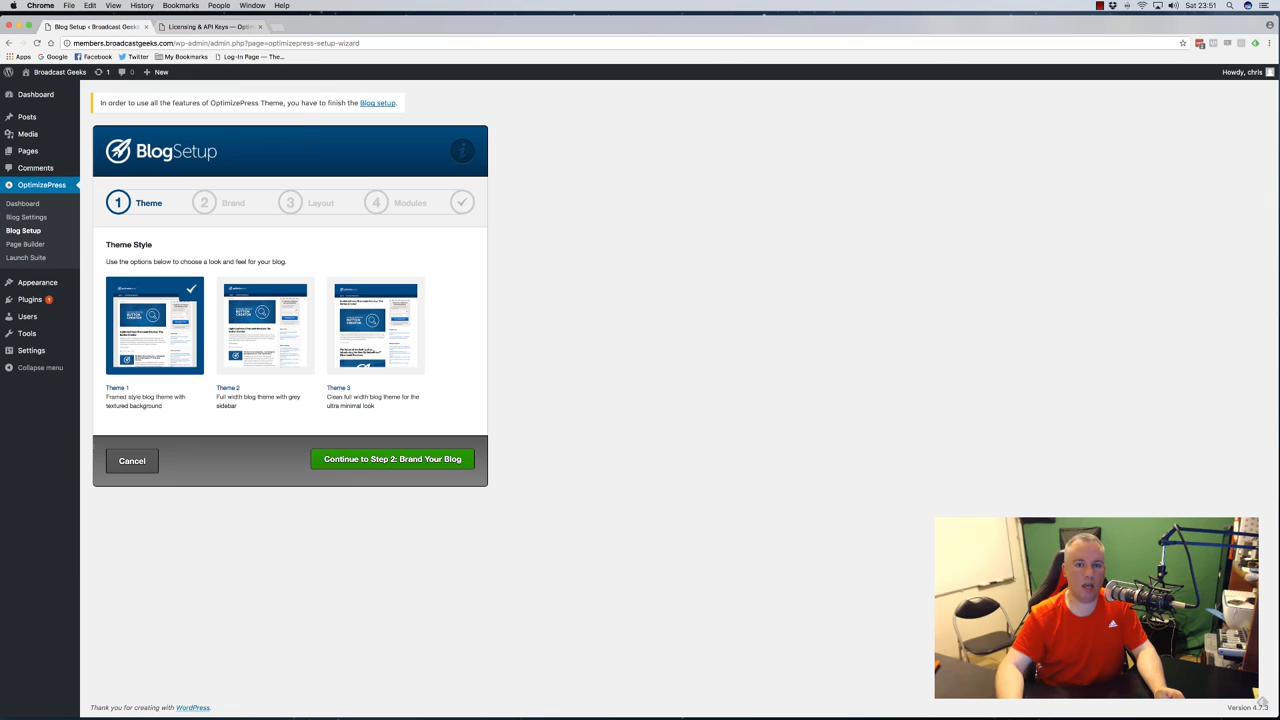 Chrome File Edit View History Bookmarks People Window Help
Sat 23:51
Blog Setup ‹ Broadcast Geeks
Licensing & API Keys — Optim
members.broadcastgeeks.com/wp-admin/admin.php?page=optimizepress-setup-wizard
Apps Google Facebook Twitter My Bookmarks Log-In Page — The...
Broadcast Geeks 1 0 New
Howdy, chris
Dashboard
Posts
Media
Pages
Comments
OptimizePress
Dashboard
Blog Settings
Blog Setup
Page Builder
Launch Suite
Appearance
Plugins 1
Users
Tools
Settings
Collapse menu
In order to use all the features of OptimizePress Theme, you have to finish the Blog setup.
BlogSetup
1 Theme 2 Brand 3 Layout 4 Modules
Theme Style
Use the options below to choose a look and feel for your blog.
Theme 1
Framed style blog theme with
textured background
Theme 2
Full width blog theme with grey
sidebar
Theme 3
Clean full width blog theme for the
ultra minimal look
Cancel
Continue to Step 2: Brand Your Blog
Thank you for creating with WordPress.
Version 4.7.3